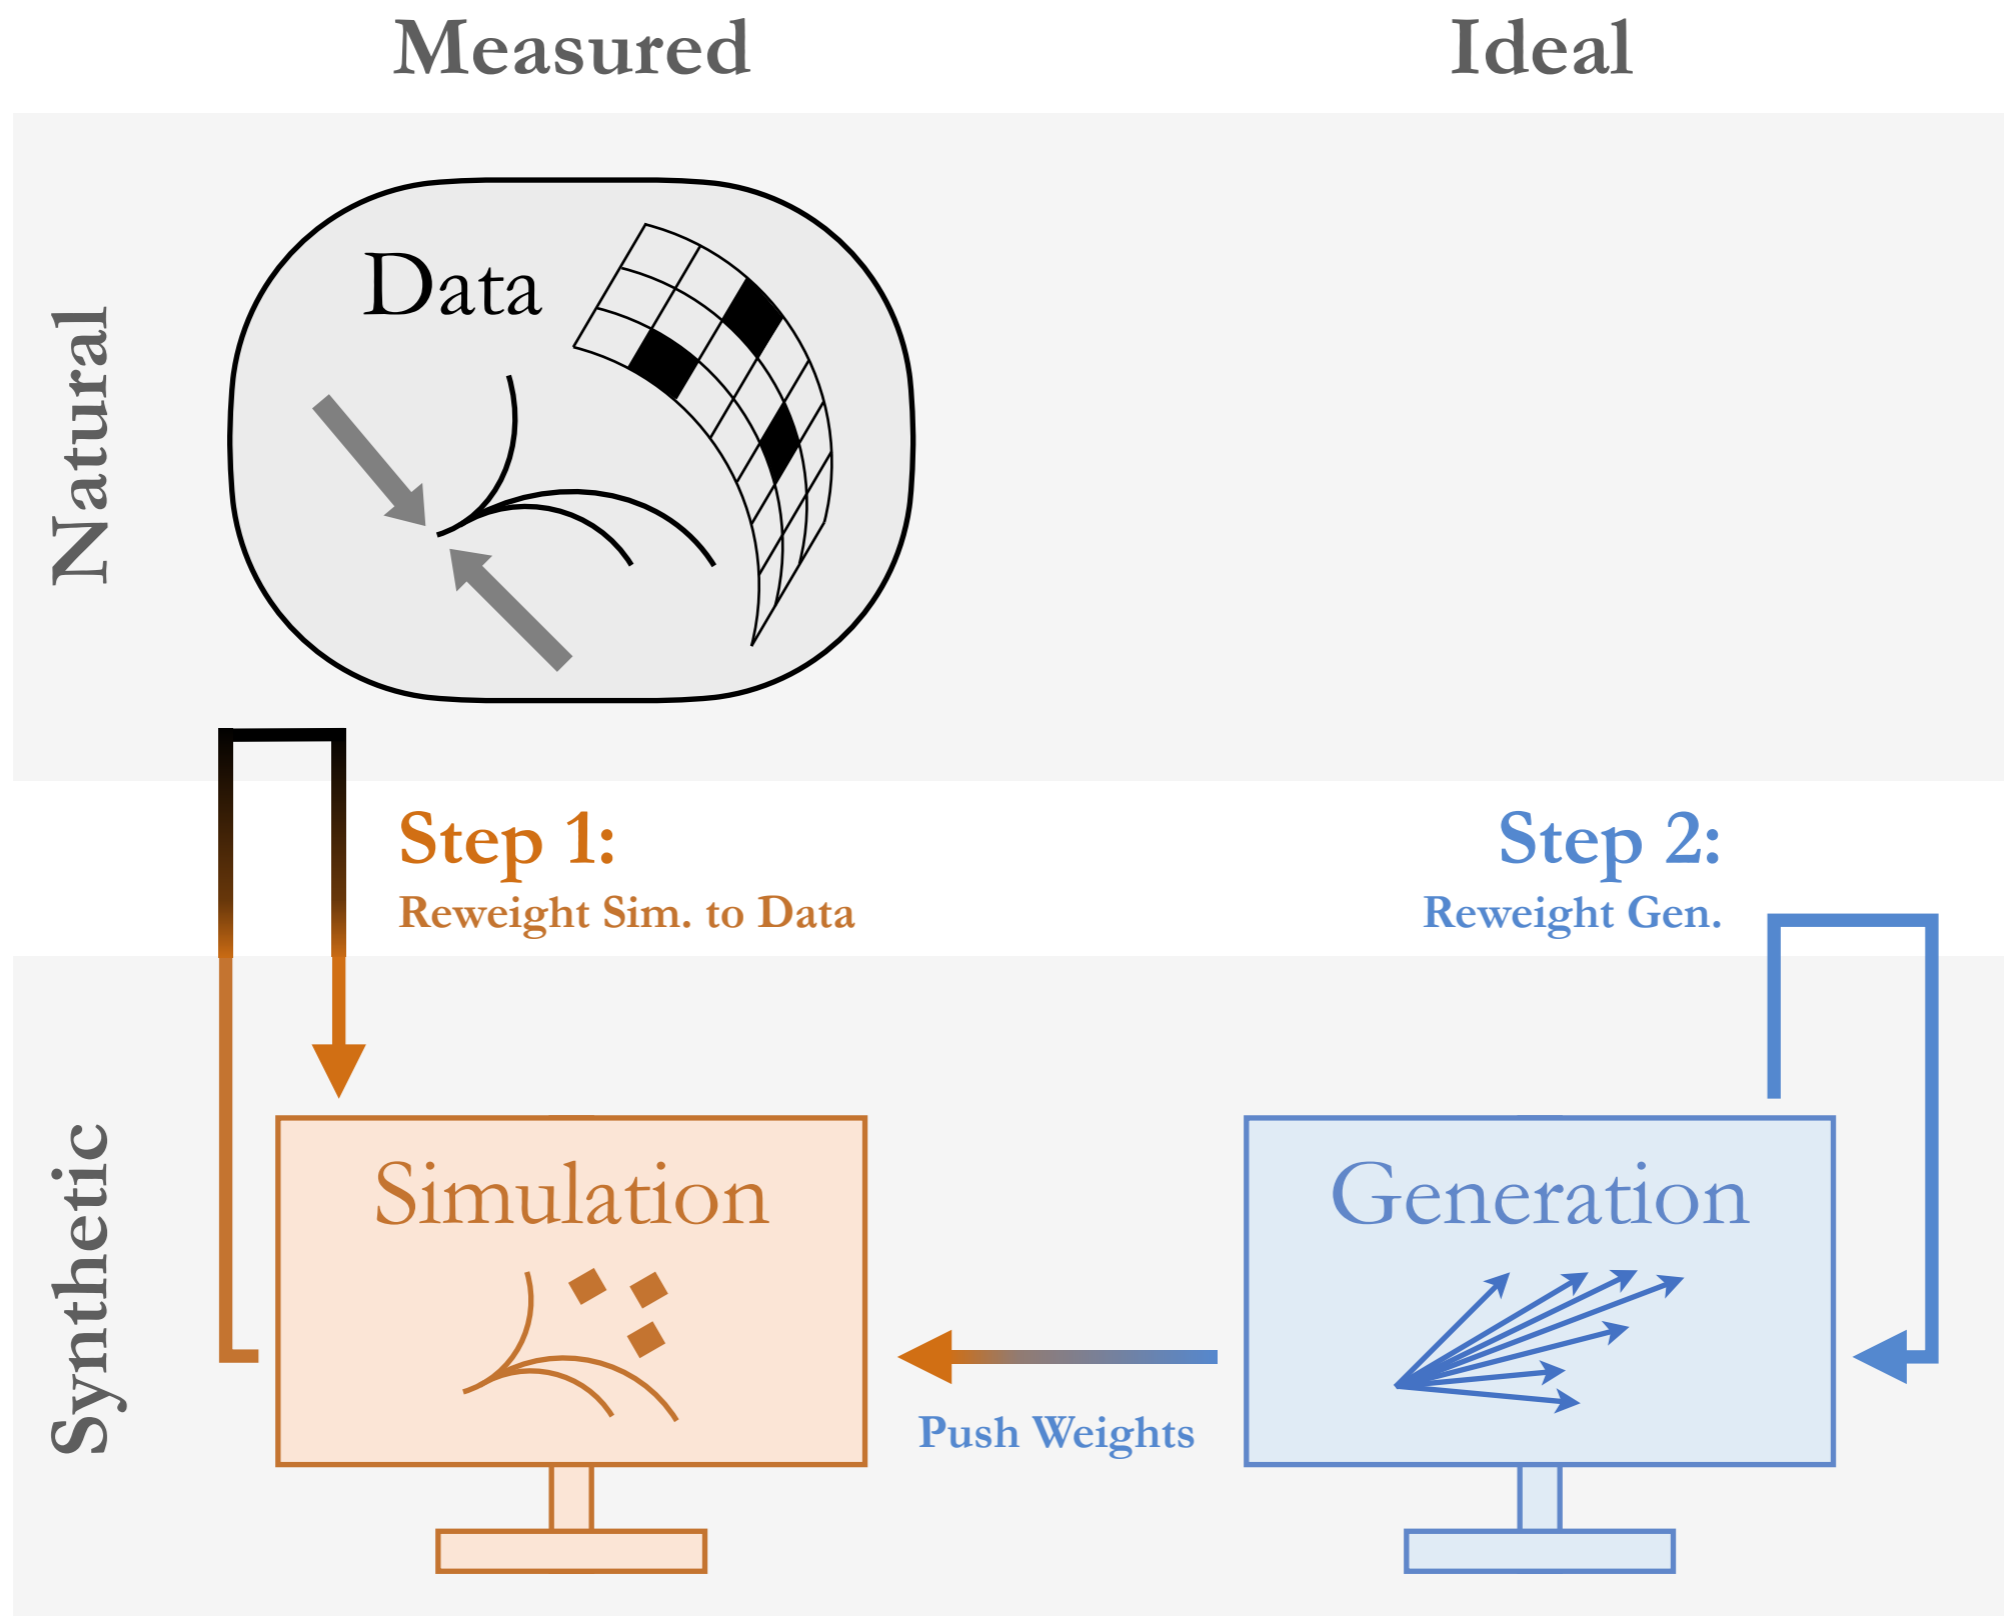 Measured
Ideal
Natural
Data
Step 1:
Reweight Sim. to Data
Step 2:
Reweight Gen.
Synthetic
Simulation
Generation
Push Weights